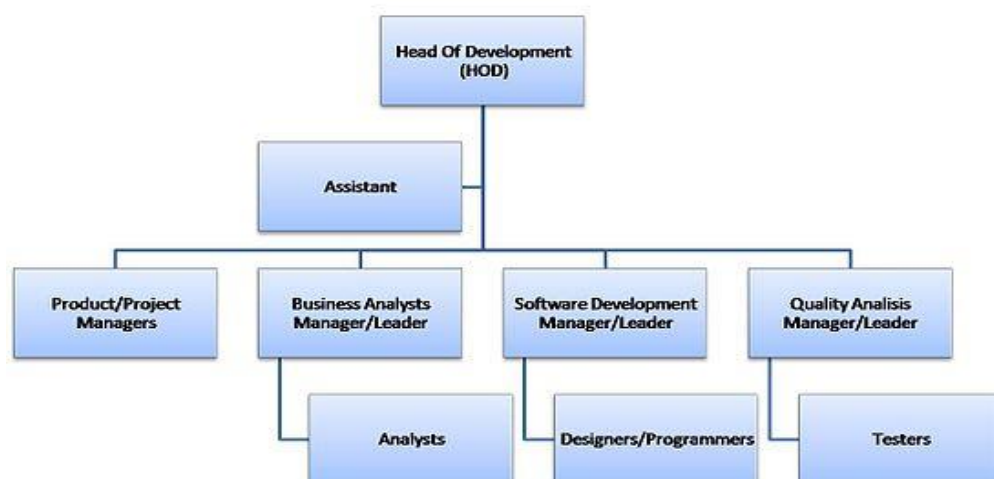 Head Of Development
(HOD)
Assistant
Product/Project
Managers
Business Analysts
Manager/Leader
Software Development
Manager/Leader
Quality Analisis
Manager/Leader
Analysts
Designers/Programmers
Testers